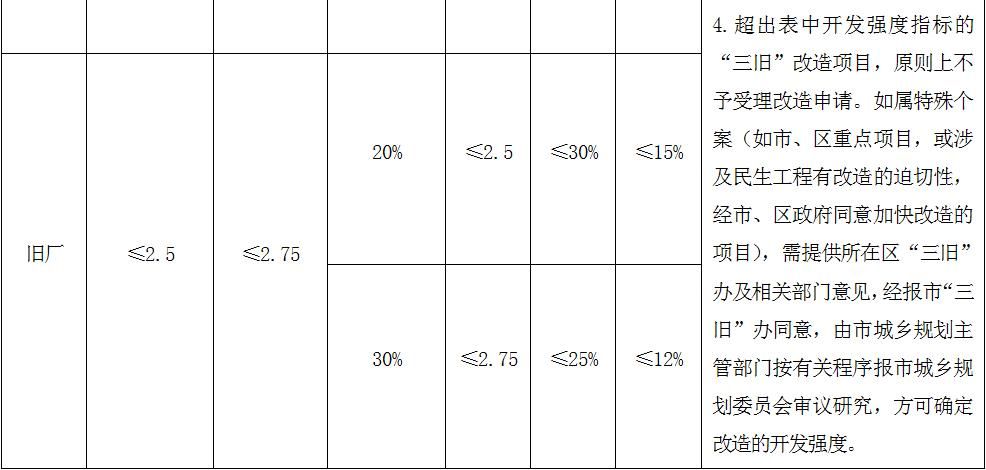 4.超出表中开发强度指标的
“三旧”改造项目，原则上不
予受理改造申请。如属特殊个
案（如市、区重点项目，或涉
及民生工程有改造的迫切性，
经市、区政府同意加快改造的
项目），需提供所在区“三旧”
办及相关部门意见，经报市“三
旧”办同意，由市城乡规划主
管部门按有关程序报市城乡规
划委员会审议研究，方可确定
改造的开发强度。
旧厂
≤2.5
≤2.75
20%
≤2.5
≤30%
≤15%
30%
≤2.75
≤25%
≤12%